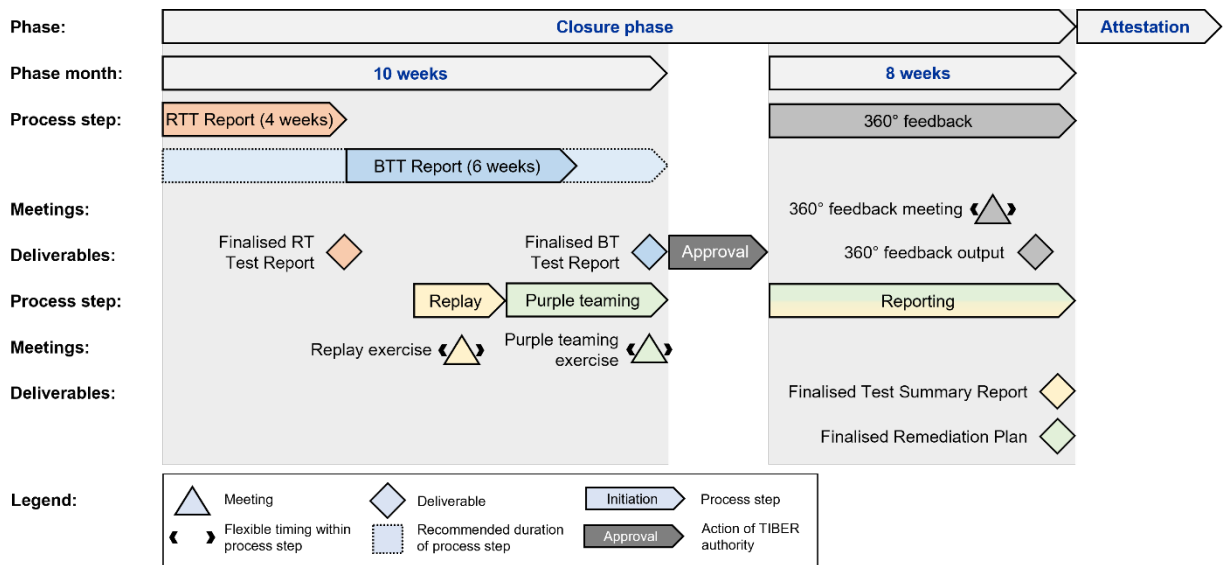 Phase:
Closure phase
Attestation
Phase month:
10 weeks
8 weeks
Process step:
RTT Report (4 weeks)
360° feedback
BTT Report (6 weeks)
Meetings:
360° feedback meeting
Deliverables:
Finalised RT
Test Report
Finalised BT
Test Report
Approval
360° feedback output
Process step:
Replay
Purple teaming
Reporting
Meetings:
Replay exercise
Purple teaming
exercise
Deliverables:
Finalised Test Summary Report
Finalised Remediation Plan
Legend:
Meeting
Deliverable
Initiation
Process step
Flexible timing within
process step
Recommended duration
of process step
Approval
Action of TIBER
authority